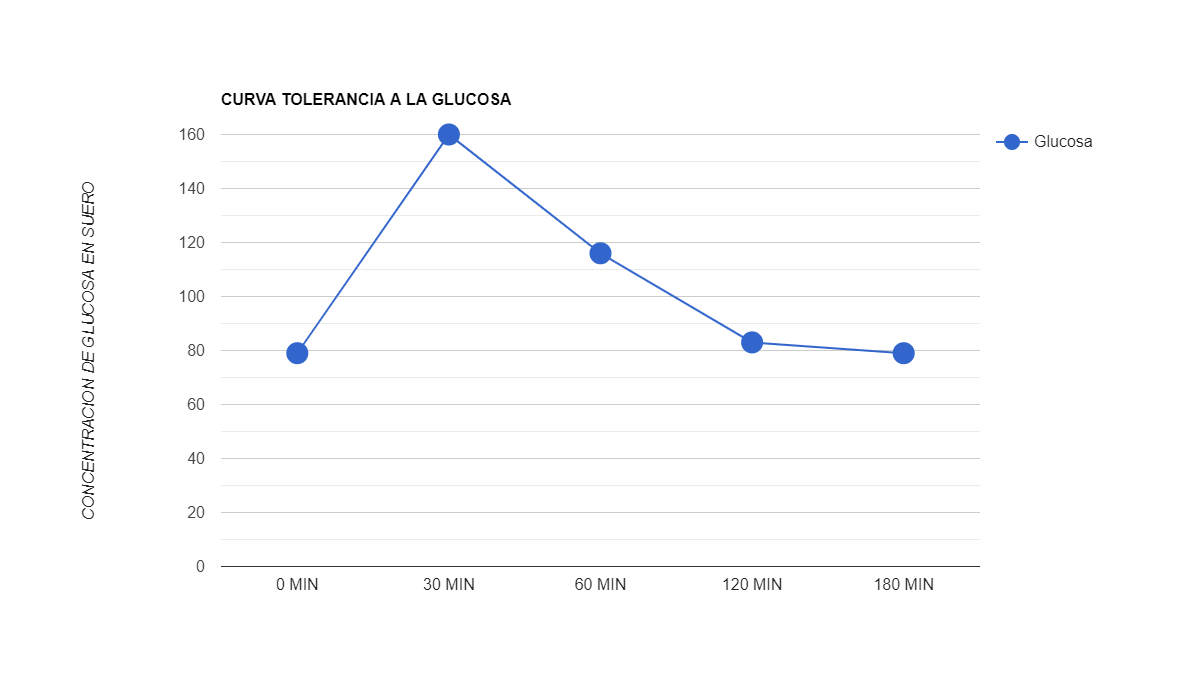 CURVA TOLERANCIA A LA GLUCOSA
CONCENTRACION DE GLUCOSA EN SUERO
160
140
120
100
80
60
40
20
0
0 MIN
30 MIN
60 MIN
120 MIN
180 MIN
Glucosa